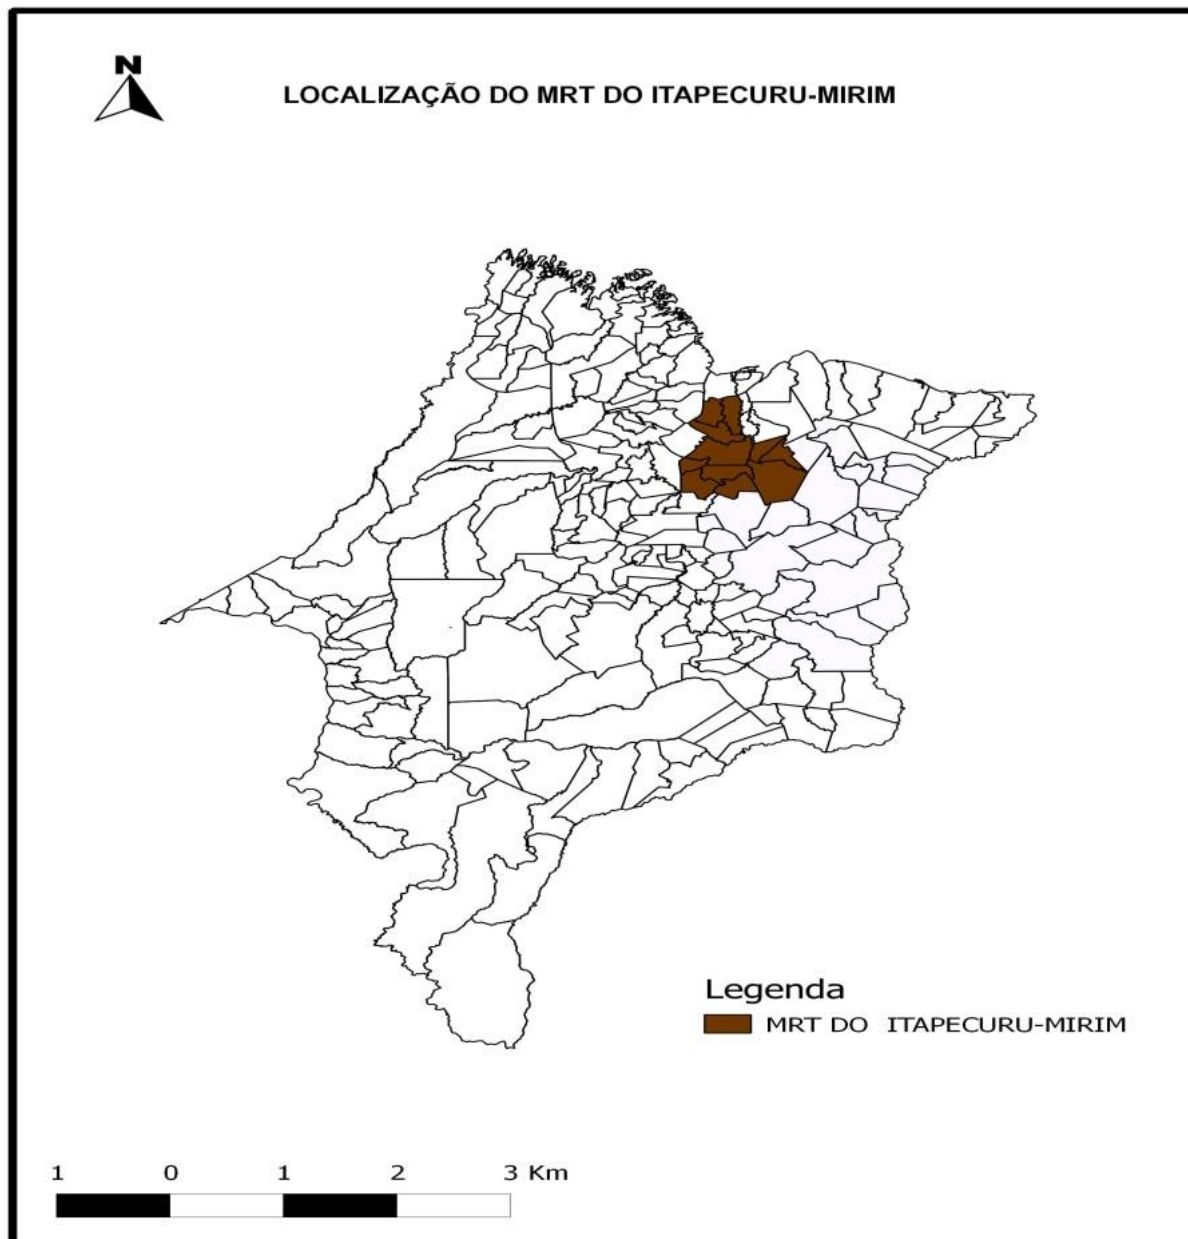 N
LOCALIZAÇÃO DO MRT DO ITAPECURU-MIRIM
Legenda
MRT DO ITAPECURU-MIRIM
1 0 1 2 3 Km